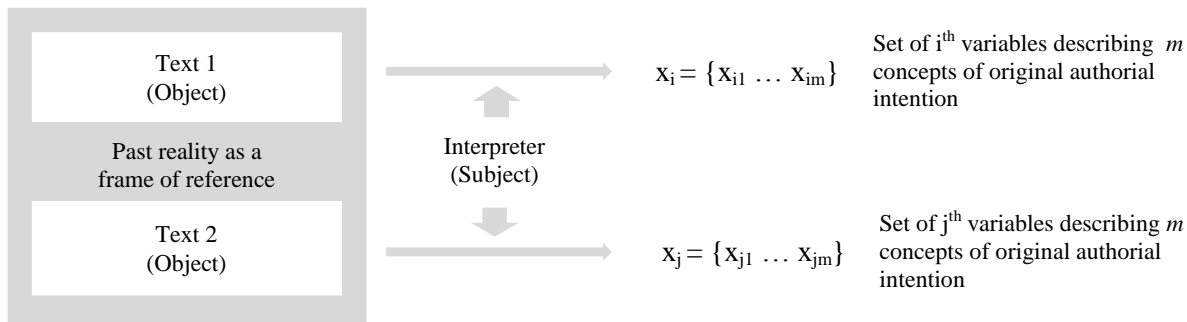 Text 1
(Object)
Past reality as a
frame of reference
Text 2
(Object)
Interpreter
(Subject)
xᵢ = {xᵢ₁ … xᵢₘ}
Set of iᵗʰ variables describing m
concepts of original authorial
intention
xⱼ = {xⱼ₁ … xⱼₘ}
Set of jᵗʰ variables describing m
concepts of original authorial
intention